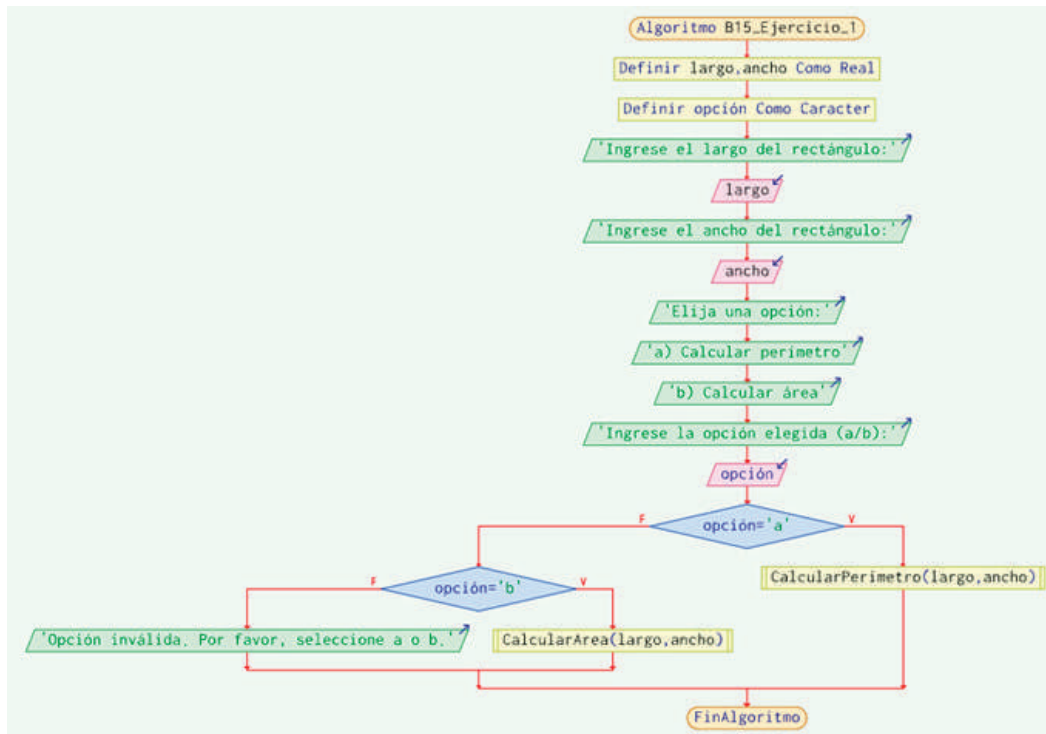 Algoritmo B15_Ejercicio_1
Definir largo,ancho Como Real
Definir opción Como Caracter
'Ingrese el largo del rectángulo:'
largo
'Ingrese el ancho del rectángulo:'
ancho
'Elija una opción:'
'a) Calcular perimetro'
'b) Calcular área'
'Ingrese la opción elegida (a/b):'
opción
F
opción='a'
V
CalcularPerimetro(largo,ancho)
F
opción='b'
V
'Opción inválida. Por favor, seleccione a o b.'
CalcularArea(largo,ancho)
FinAlgoritmo